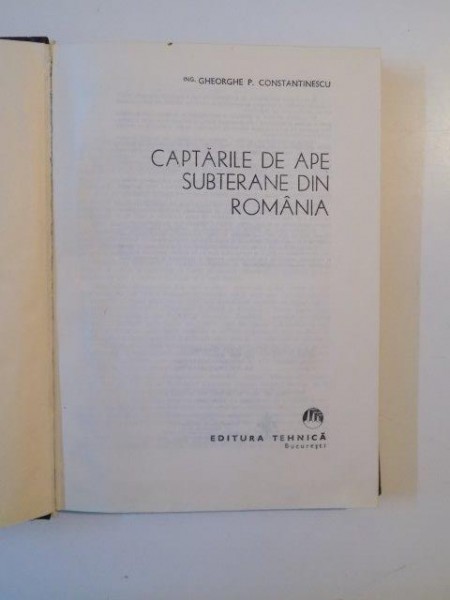 ING. GHEORGHE P. CONSTANTINESCU
CAPTĂRILE DE APE
SUBTERANE DIN
ROMÂNIA
EDITURA TEHNICĂ
București